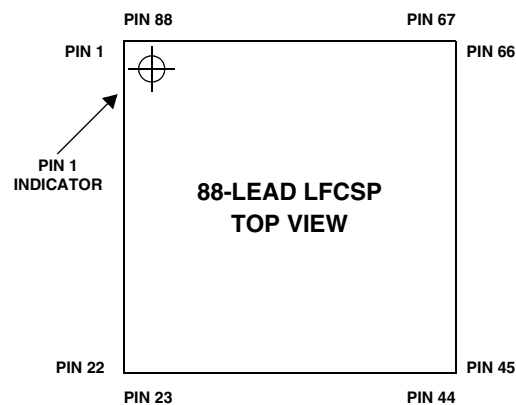 PIN 88
PIN 67
PIN 1
PIN 66
PIN 1
INDICATOR
88-LEAD LFCSP
TOP VIEW
PIN 22
PIN 45
PIN 23
PIN 44